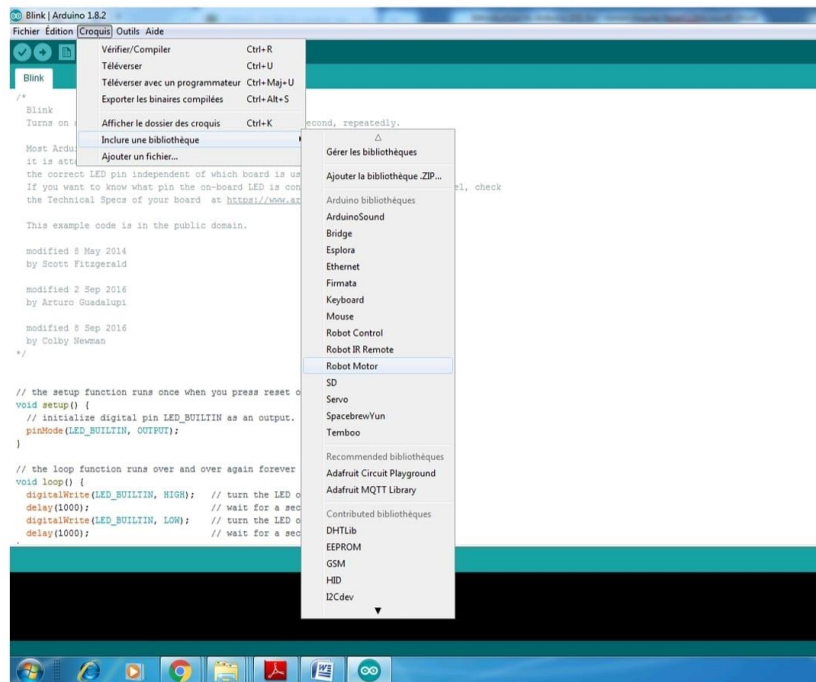 Blink | Arduino 1.8.2
Fichier Édition Croquis Outils Aide
Vérifier/Compiler Ctrl+R
Téléverser Ctrl+U
Téléverser avec un programmateur Ctrl+Maj+U
Exporter les binaires compilées Ctrl+Alt+S
Afficher le dossier des croquis Ctrl+K
Inclure une bibliothèque
Ajouter un fichier...
Gérer les bibliothèques
Ajouter la bibliothèque .ZIP...
Arduino bibliothèques
ArduinoSound
Bridge
Esplora
Ethernet
Firmata
Keyboard
Mouse
Robot Control
Robot IR Remote
Robot Motor
SD
Servo
SpacebrewYun
Temboo
Recommended bibliothèques
Adafruit Circuit Playground
Adafruit MQTT Library
Contributed bibliothèques
DHTLib
EEPROM
GSM
HID
I2Cdev
Blink
/*
Blink
Turns on econd, repeatedly.
Most Ardui
it is atta
the correct LED pin independent of which board is us
If you want to know what pin the on-board LED is con el, check
the Technical Specs of your board at https://www.ar
This example code is in the public domain.
modified 8 May 2014
by Scott Fitzgerald
modified 2 Sep 2016
by Arturo Guadalupi
modified 8 Sep 2016
by Colby Newman
*/
// the setup function runs once when you press reset o
void setup() {
// initialize digital pin LED_BUILTIN as an output.
pinMode(LED_BUILTIN, OUTPUT);
}
// the loop function runs over and over again forever
void loop() {
digitalWrite(LED_BUILTIN, HIGH); // turn the LED o
delay(1000); // wait for a sec
digitalWrite(LED_BUILTIN, LOW); // turn the LED o
delay(1000); // wait for a sec